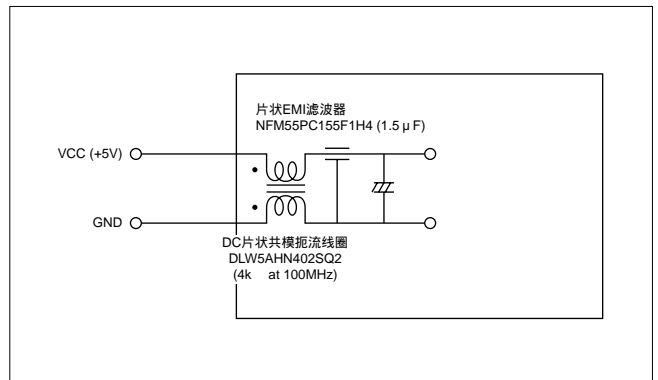 片状EMI滤波器
NFM55PC155F1H4 (1.5 μ F)
VCC (+5V)
GND
DC片状共模扼流线圈
DLW5AHN402SQ2
(4k at 100MHz)